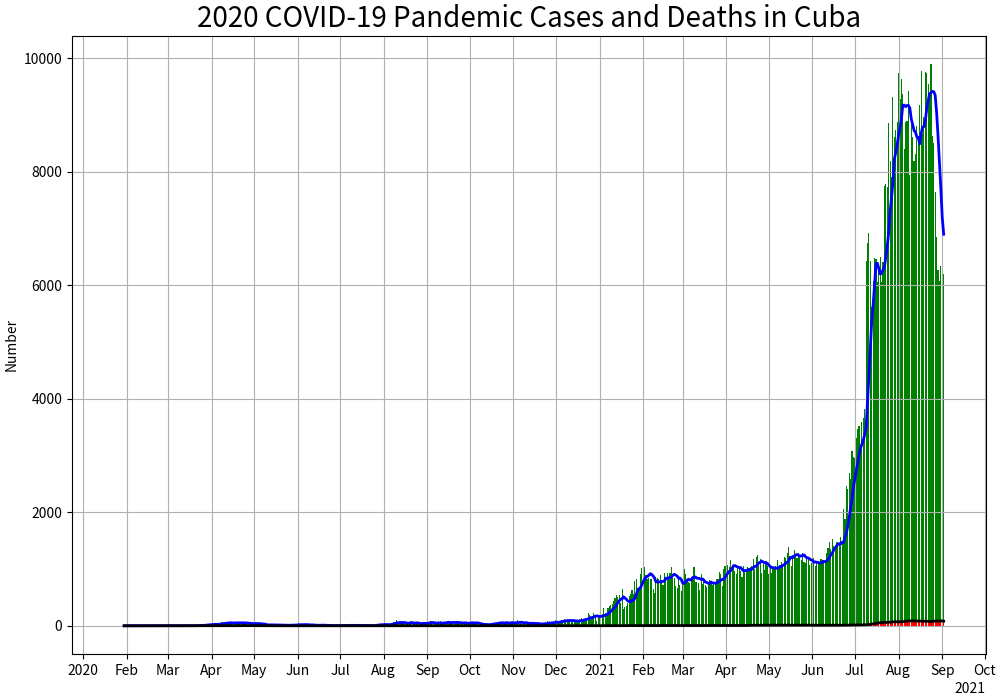 2020 COVID-19 Pandemic Cases and Deaths in Cuba
10000
8000
6000
4000
2000
0
Number
2020 Feb Mar Apr May Jun Jul Aug Sep Oct Nov Dec 2021 Feb Mar Apr May Jun Jul Aug Sep Oct
2021